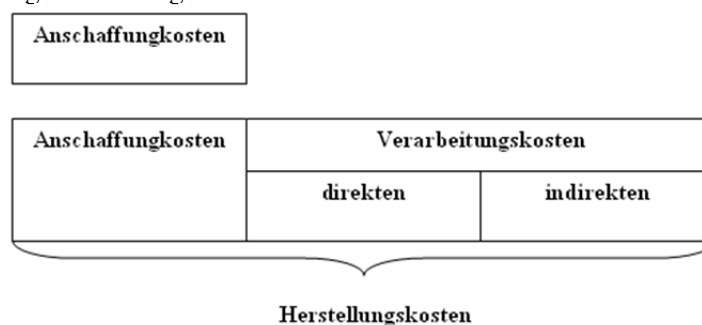 Anschaffungkosten
Anschaffungkosten Verarbeitungskosten
direkten indirekten
Herstellungskosten